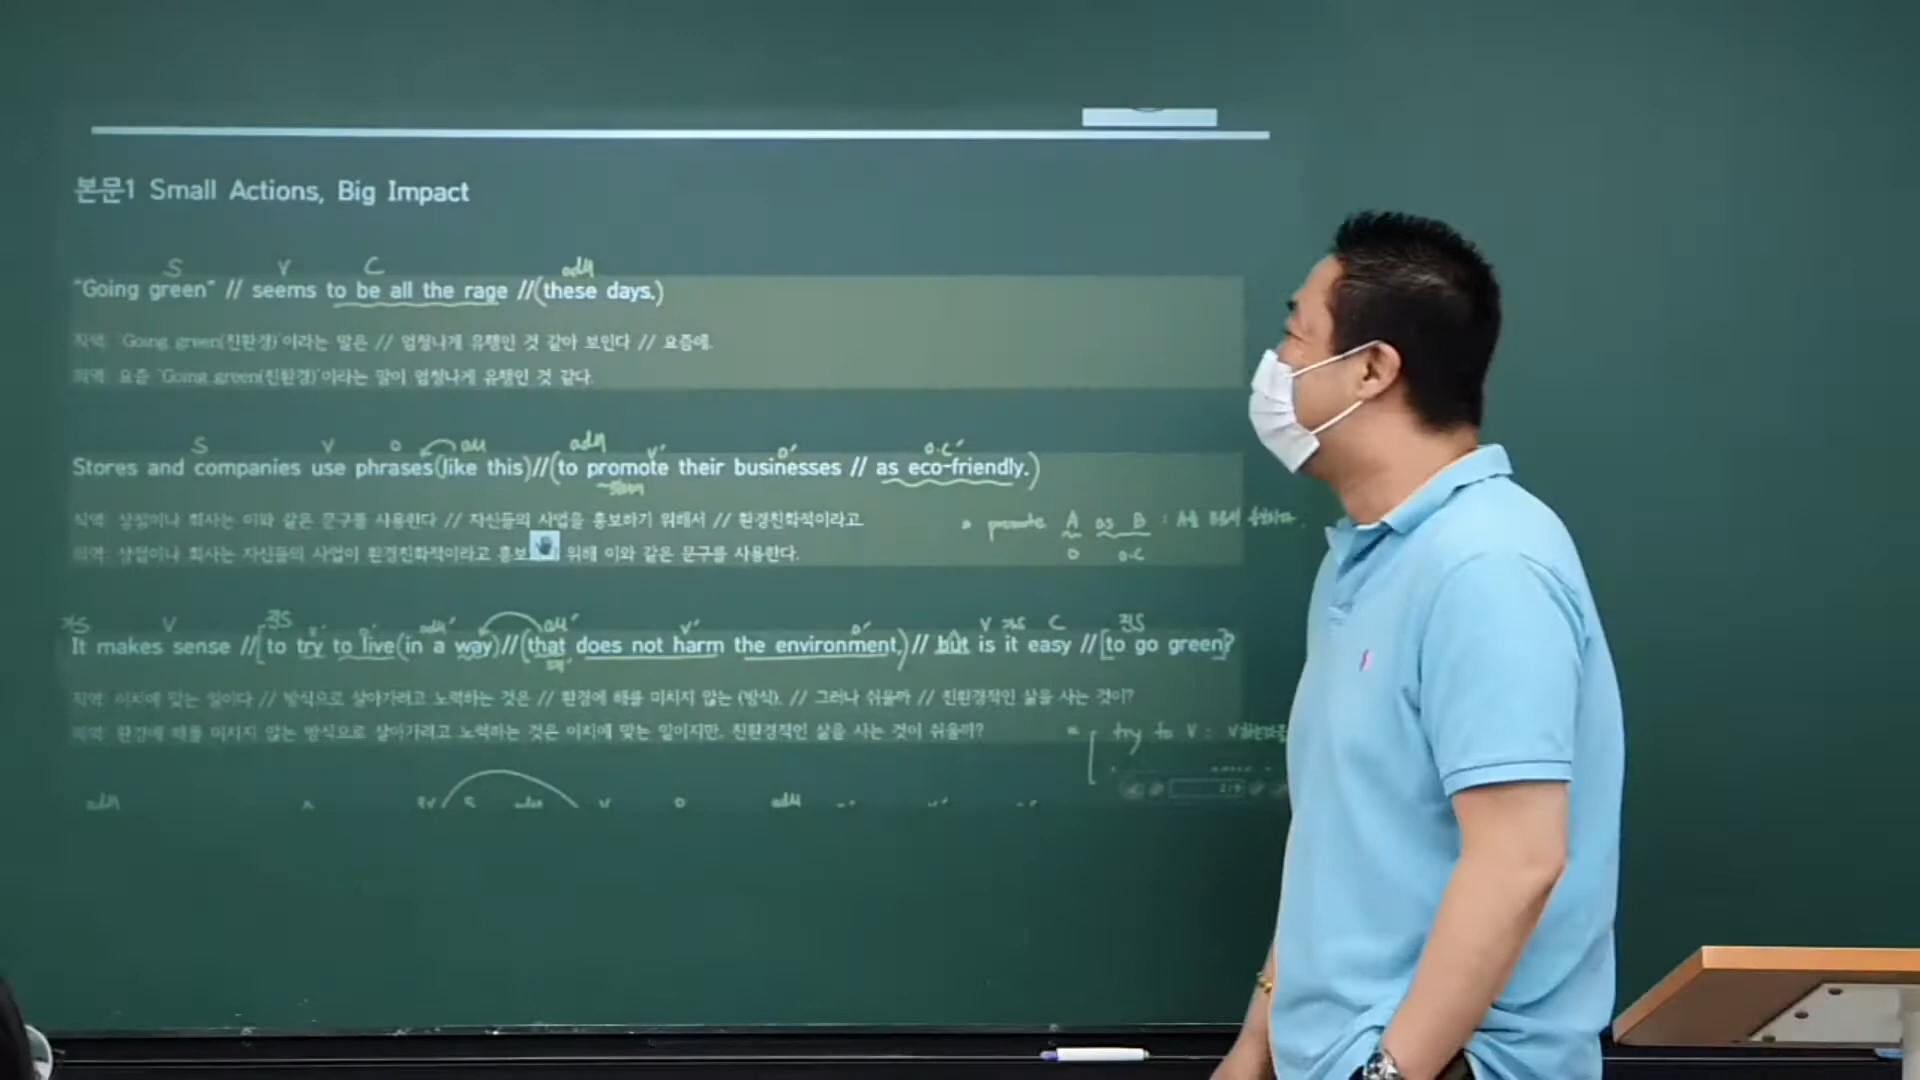 본문1 Small Actions, Big Impact
S V C
"Going green" // seems to be all the rage //(these days.)
직역: 'Going green(친환경)'이라는 말은 // 엄청나게 유행인 것 같아 보인다 // 요즘에.
의역: 요즘 'Going green(친환경)'이라는 말이 엄청나게 유행인 것 같다.
S V O V' O' O.C'
Stores and companies use phrases(like this)//(to promote their businesses // as eco-friendly.)
직역: 상점이나 회사는 이와 같은 문구를 사용한다 // 자신들의 사업을 홍보하기 위해서 // 환경친화적이라고.
promote A as B :
의역: 상점이나 회사는 자신들의 사업이 환경친화적이라고 홍보 위해 이와 같은 문구를 사용한다.
O O.C
가S V 진S V' V' O' V 가S C 진S
It makes sense //[to try to live(in a way)//(that does not harm the environment,)// but is it easy //[to go green]?
직역: 이치에 맞는 일이다 // 방식으로 살아가려고 노력하는 것은 // 환경에 해를 미치지 않는 (방식). // 그러나 쉬울까 // 친환경적인 삶을 사는 것이?
의역: 환경에 해를 미치지 않는 방식으로 살아가려고 노력하는 것은 이치에 맞는 일이지만, 친환경적인 삶을 사는 것이 쉬울까?
try to V :